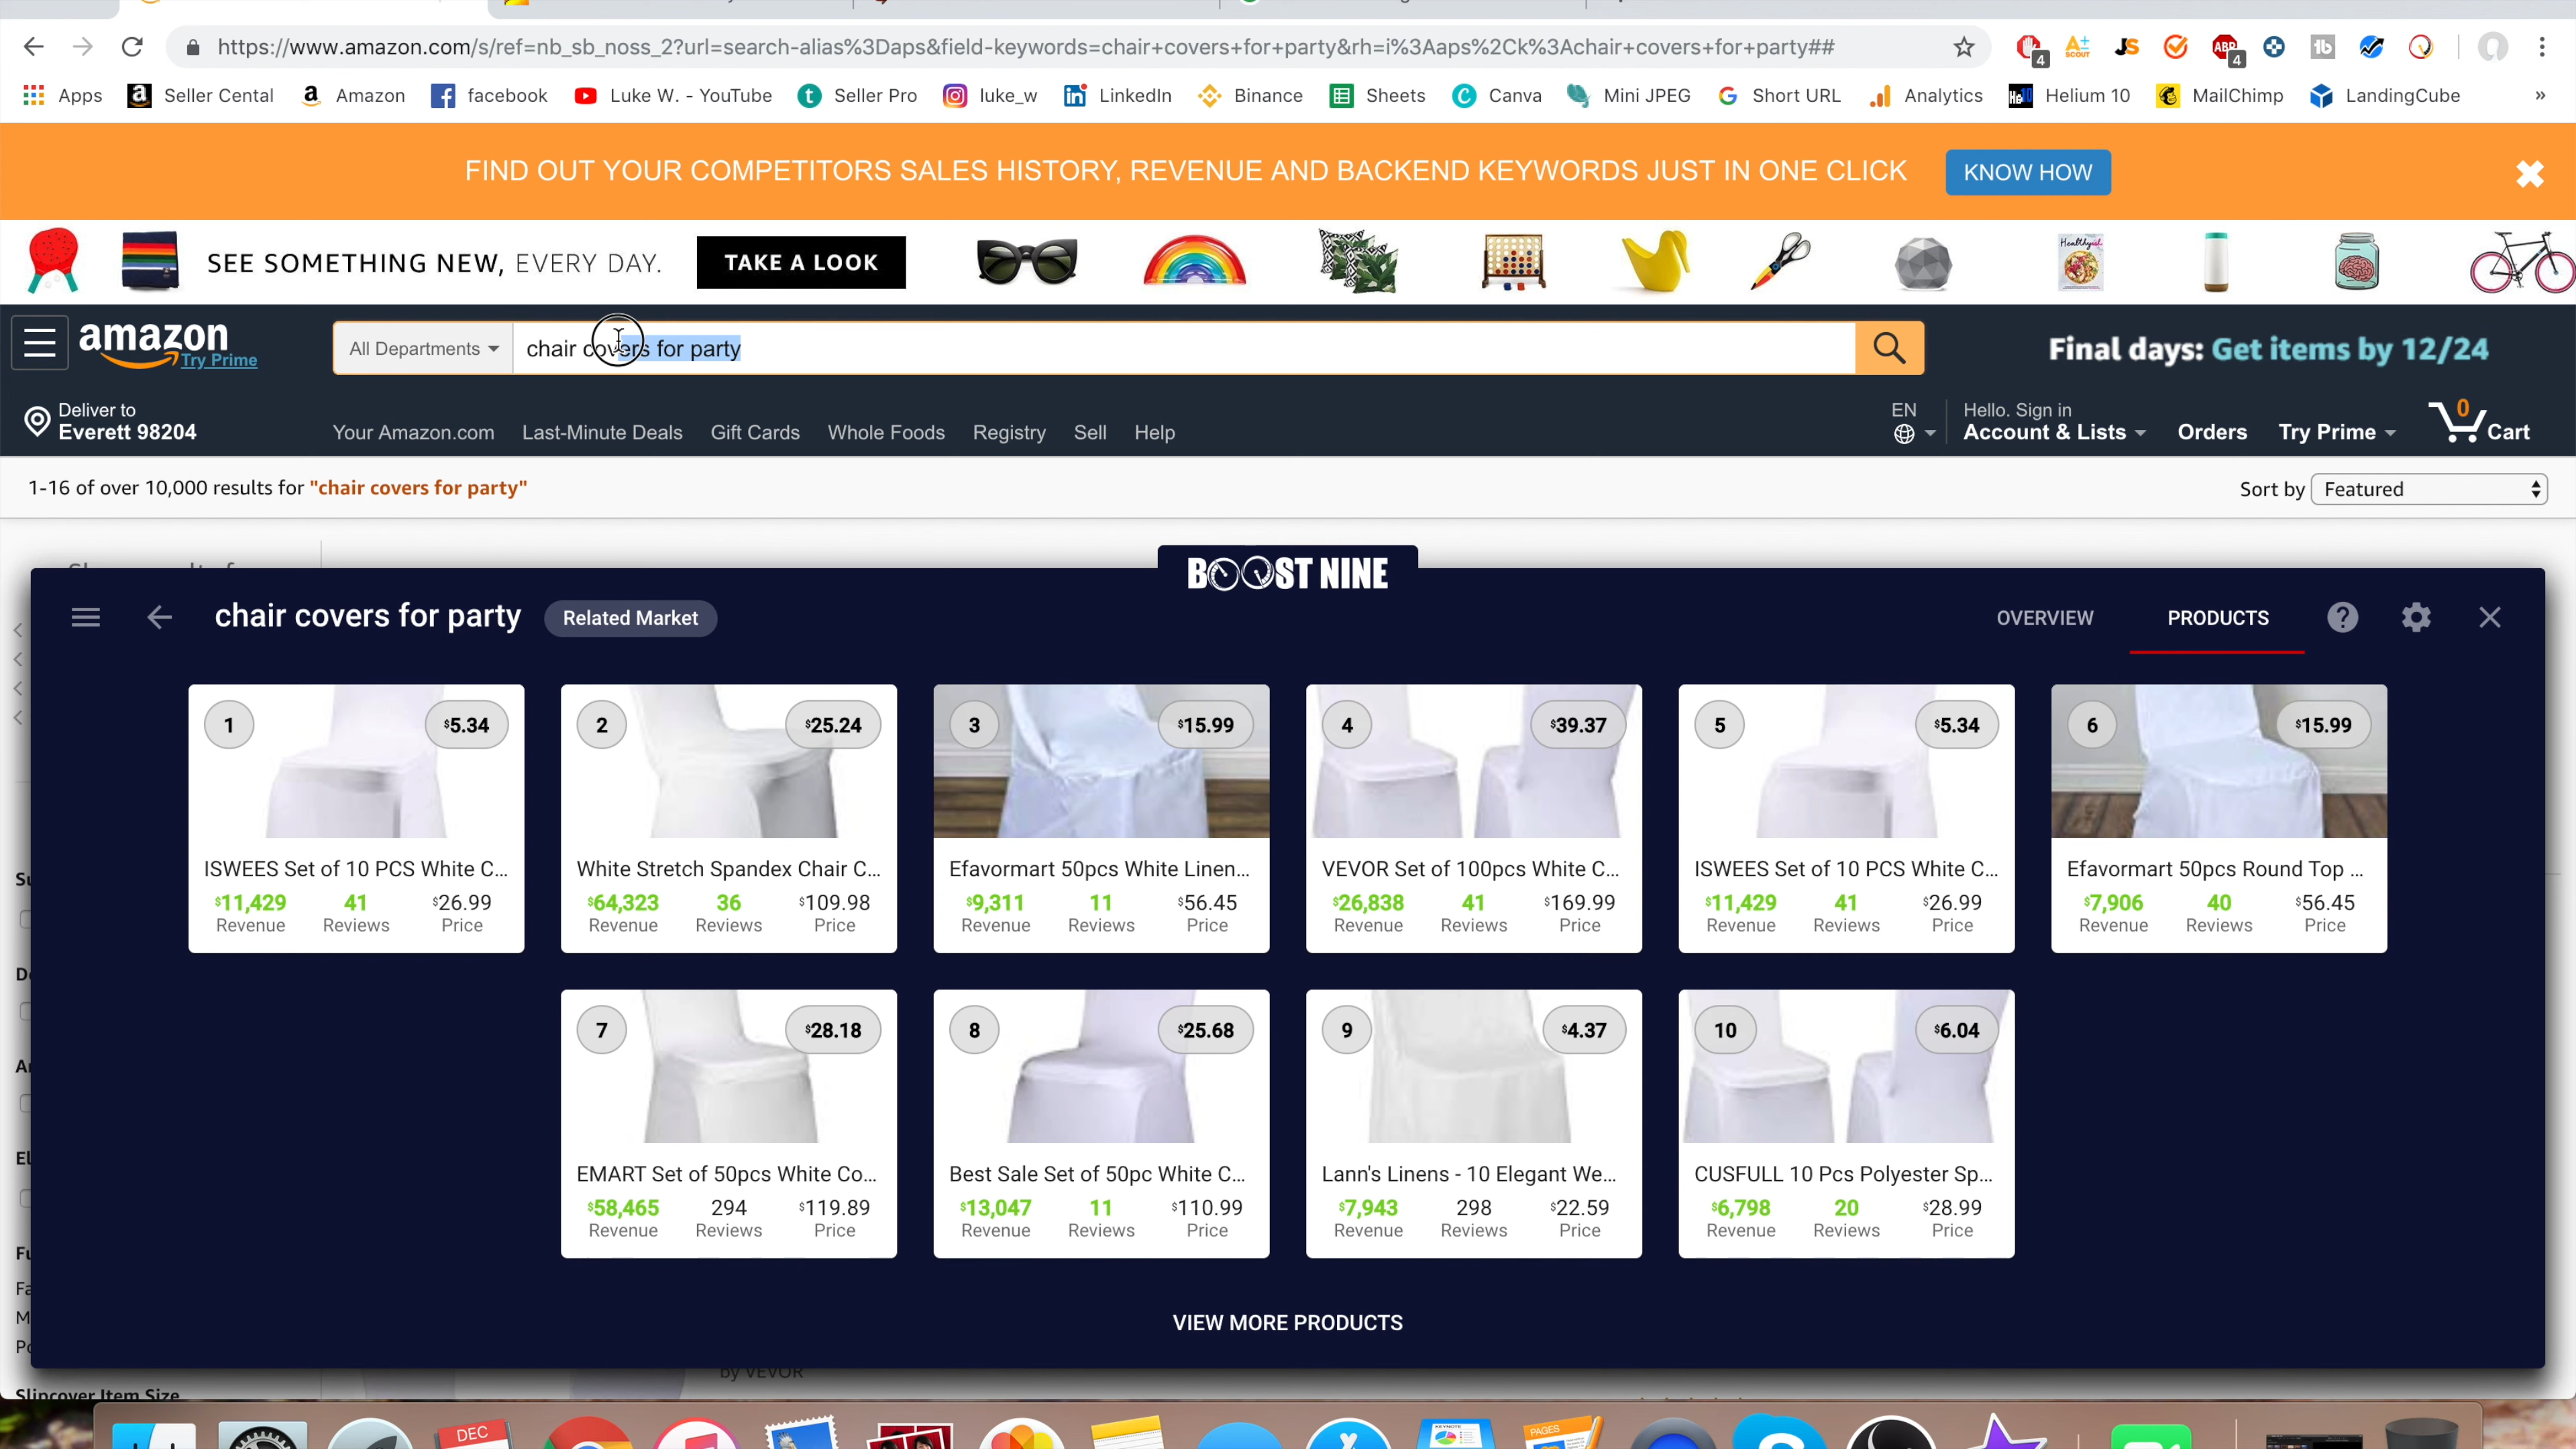 https://www.amazon.com/s/ref=nb_sb_noss_2?url=search-alias%3Daps&field-keywords=chair+covers+for+party&rh=i%3Aaps%2Ck%3Achair+covers+for+party##
4 A+ SCOUT JS ABP 4 1b
Apps Seller Cental Amazon facebook Luke W. - YouTube Seller Pro luke_w LinkedIn Binance Sheets Canva Mini JPEG Short URL Analytics Helium 10 MailChimp LandingCube »
FIND OUT YOUR COMPETITORS SALES HISTORY, REVENUE AND BACKEND KEYWORDS JUST IN ONE CLICK KNOW HOW
SEE SOMETHING NEW, EVERY DAY. TAKE A LOOK
amazon Try Prime
All Departments chair covers for party
Final days: Get items by 12/24
Deliver to
Everett 98204
Your Amazon.com Last-Minute Deals Gift Cards Whole Foods Registry Sell Help
EN
Hello. Sign in
Account & Lists Orders Try Prime 0 Cart
1-16 of over 10,000 results for "chair covers for party" Sort by Featured
BOOST NINE
chair covers for party Related Market OVERVIEW PRODUCTS ?
1 $5.34 2 $25.24 3 $15.99 4 $39.37 5 $5.34 6 $15.99
ISWEES Set of 10 PCS White C... White Stretch Spandex Chair C... Efavormart 50pcs White Linen... VEVOR Set of 100pcs White C... ISWEES Set of 10 PCS White C... Efavormart 50pcs Round Top ...
$11,429 41 $26.99 $64,323 36 $109.98 $9,311 11 $56.45 $26,838 41 $169.99 $11,429 41 $26.99 $7,906 40 $56.45
Revenue Reviews Price Revenue Reviews Price Revenue Reviews Price Revenue Reviews Price Revenue Reviews Price Revenue Reviews Price
7 $28.18 8 $25.68 9 $4.37 10 $6.04
EMART Set of 50pcs White Co... Best Sale Set of 50pc White C... Lann's Linens - 10 Elegant We... CUSFULL 10 Pcs Polyester Sp...
$58,465 294 $119.89 $13,047 11 $110.99 $7,943 298 $22.59 $6,798 20 $28.99
Revenue Reviews Price Revenue Reviews Price Revenue Reviews Price Revenue Reviews Price
VIEW MORE PRODUCTS
by VEVOR
Slipcover Item Size
DEC
KEYNOTE
PAGES